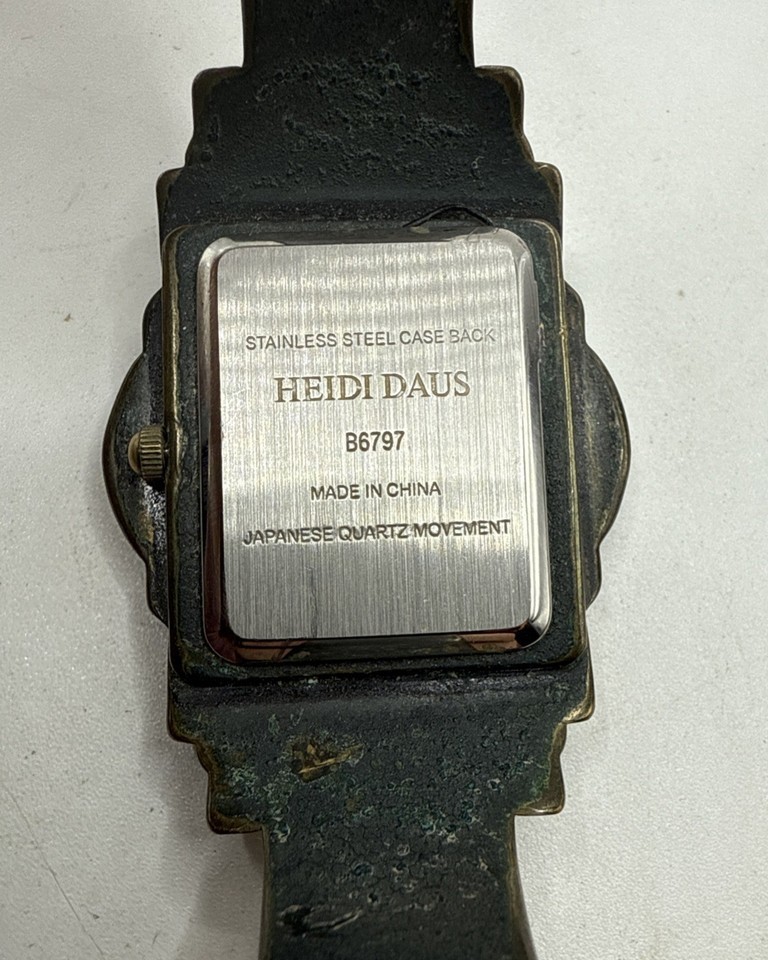 STAINLESS STEEL CASE BACK
HEIDI DAUS
B6797
MADE IN CHINA
JAPANESE QUARTZ MOVEMENT